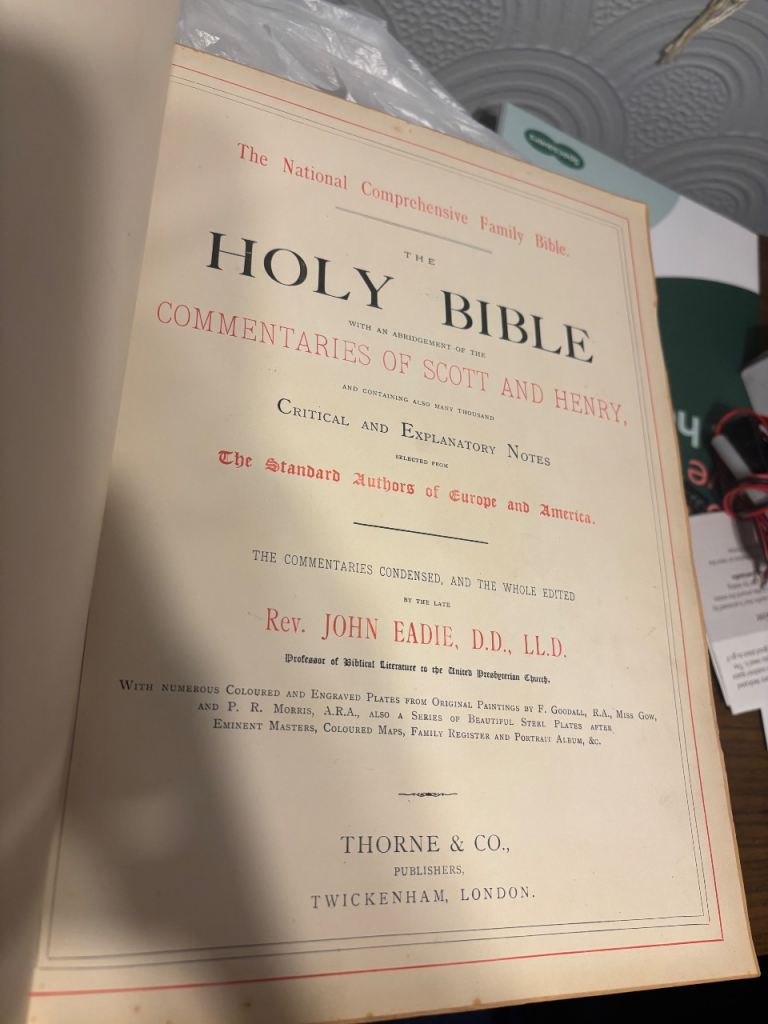 The National Comprehensive Family Bible.
THE
HOLY BIBLE
WITH AN ABRIDGEMENT OF THE
COMMENTARIES OF SCOTT AND HENRY,
AND CONTAINING ALSO MANY THOUSAND
CRITICAL AND EXPLANATORY NOTES
SELECTED FROM
The Standard Authors of Europe and America.
THE COMMENTARIES CONDENSED, AND THE WHOLE EDITED
BY THE LATE
Rev. JOHN EADIE, D.D., LL.D.
Professor of Biblical Literature to the United Presbyterian Church.
WITH NUMEROUS COLOURED AND ENGRAVED PLATES FROM ORIGINAL PAINTINGS BY F. GOODALL, R.A., MISS GOW,
AND P. R. MORRIS, A.R.A., ALSO A SERIES OF BEAUTIFUL STEEL PLATES AFTER
EMINENT MASTERS, COLOURED MAPS, FAMILY REGISTER AND PORTRAIT ALBUM, &C.
THORNE & CO.,
PUBLISHERS,
TWICKENHAM, LONDON.
Specsavers